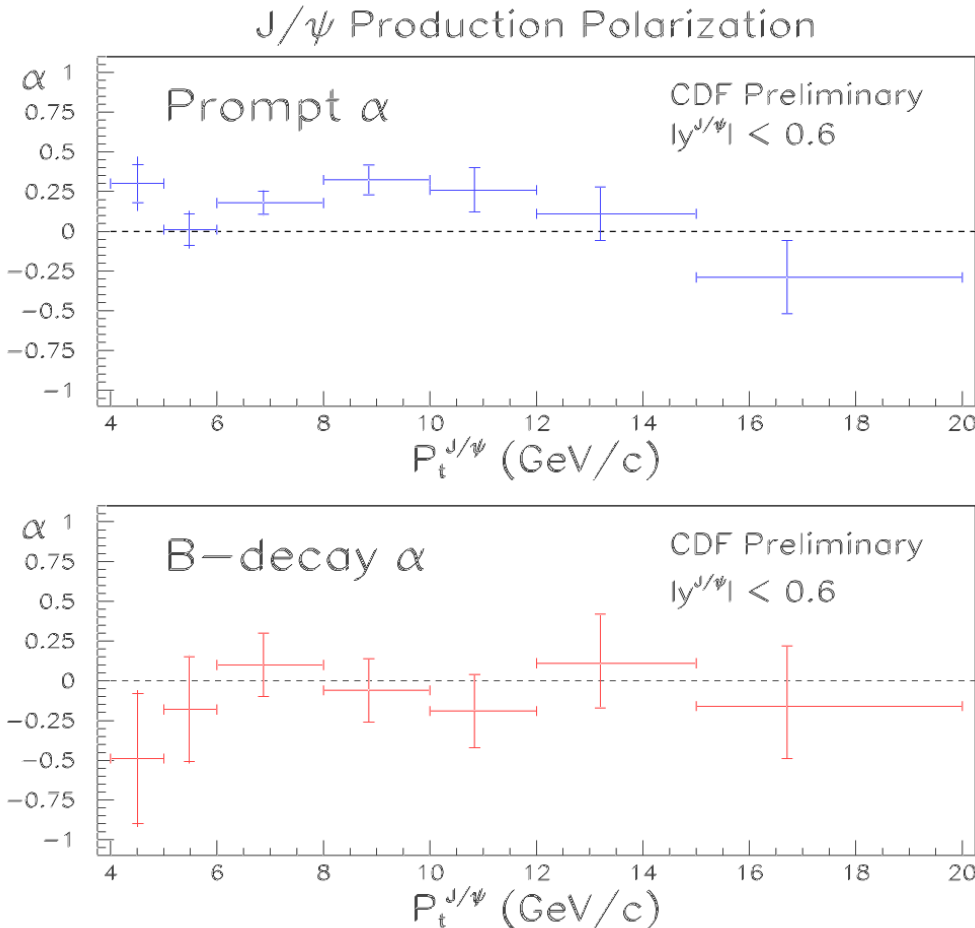 J/ψ Production Polarization
α
1
0.75
0.5
0.25
0
−0.25
−0.5
−0.75
−1
Prompt α
CDF Preliminary
|y^J/ψ| < 0.6
4 6 8 10 12 14 16 18 20
P_t^J/ψ (GeV/c)
α
1
0.75
0.5
0.25
0
−0.25
−0.5
−0.75
−1
B−decay α
CDF Preliminary
|y^J/ψ| < 0.6
4 6 8 10 12 14 16 18 20
P_t^J/ψ (GeV/c)